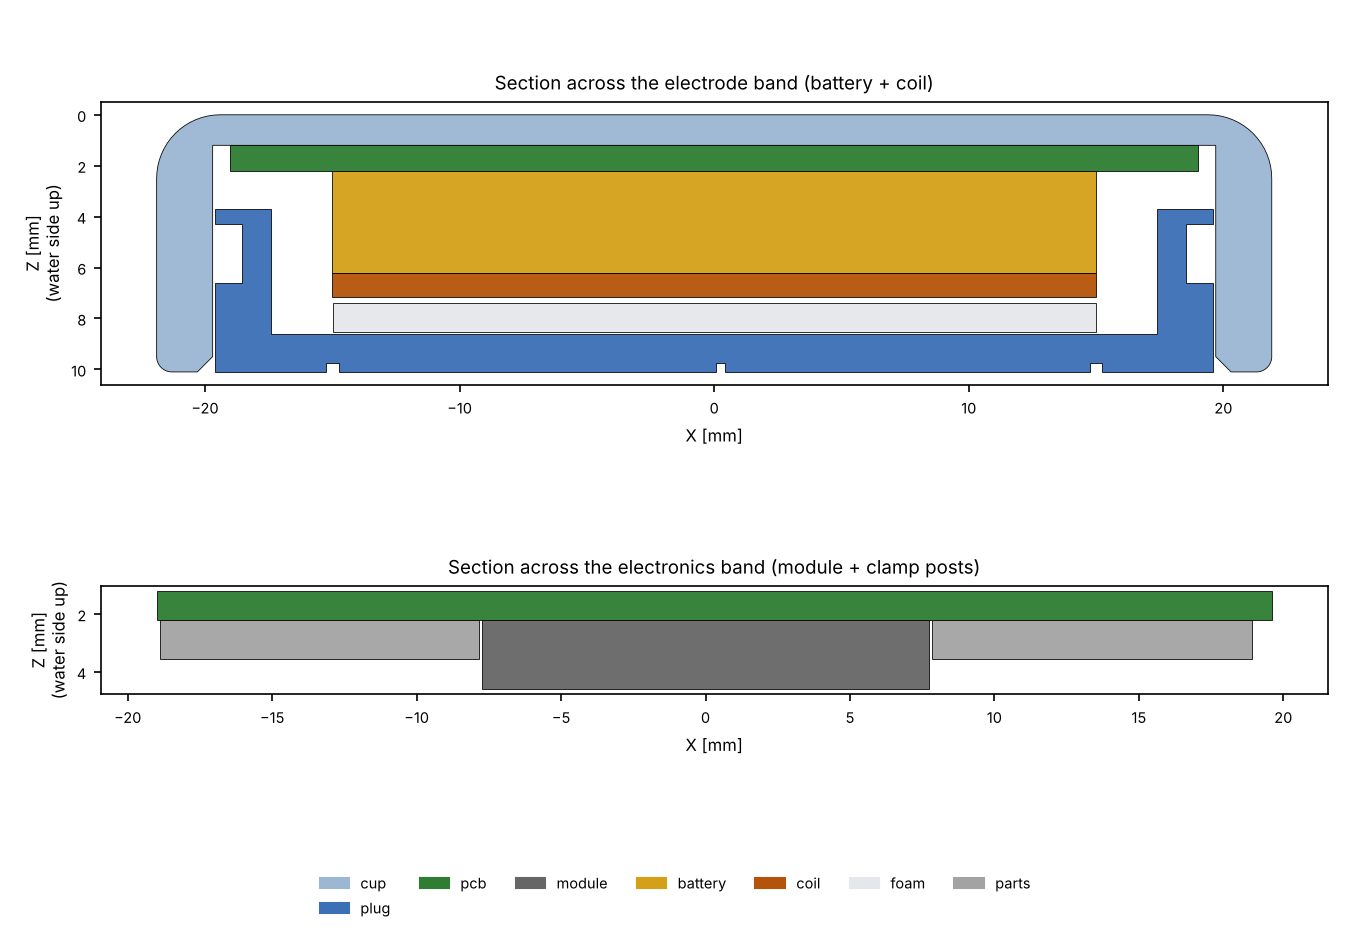 Section across the electrode band (battery + coil)
Z [mm]
(water side up)
0
2
4
6
8
10
−20
−10
0
10
20
X [mm]
Section across the electronics band (module + clamp posts)
Z [mm]
(water side up)
2
4
−20
−15
−10
−5
0
5
10
15
20
X [mm]
cup pcb module battery coil foam parts
plug